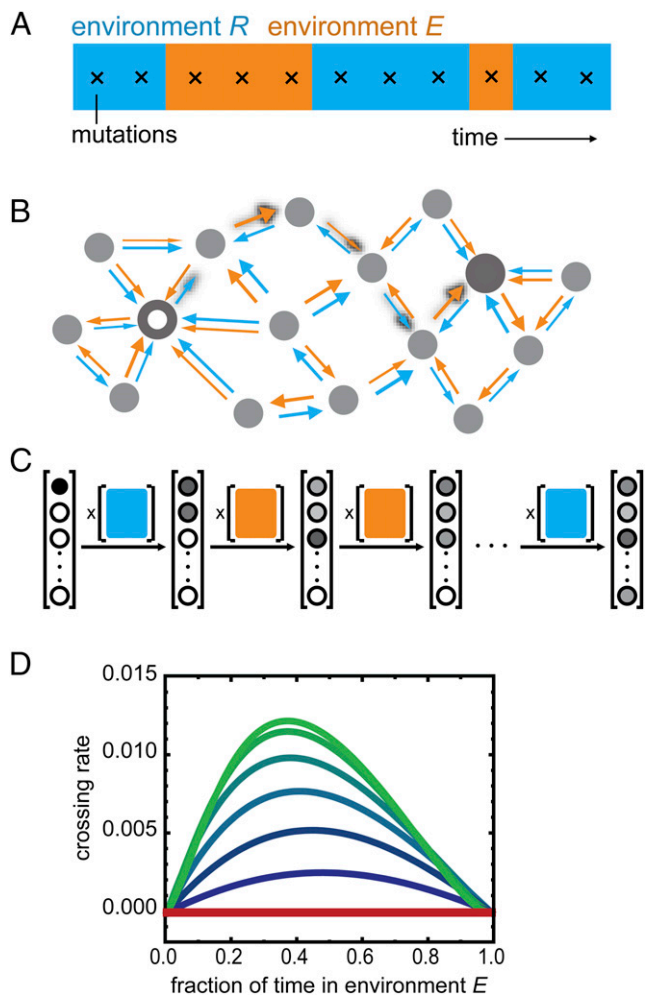 A
environment R environment E
× × × × × × × × × × × ×
mutations
time
B
C
x x x x
. . .
D
0.015
0.010
0.005
0.000
crossing rate
0.0 0.2 0.4 0.6 0.8 1.0
fraction of time in environment E